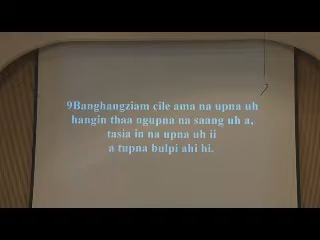 9Banghangziam cile ama na upna uh
hangin thaa ngupna na saang uh a,
tasia in na upna uh ii
a tupna bulpi ahi hi.